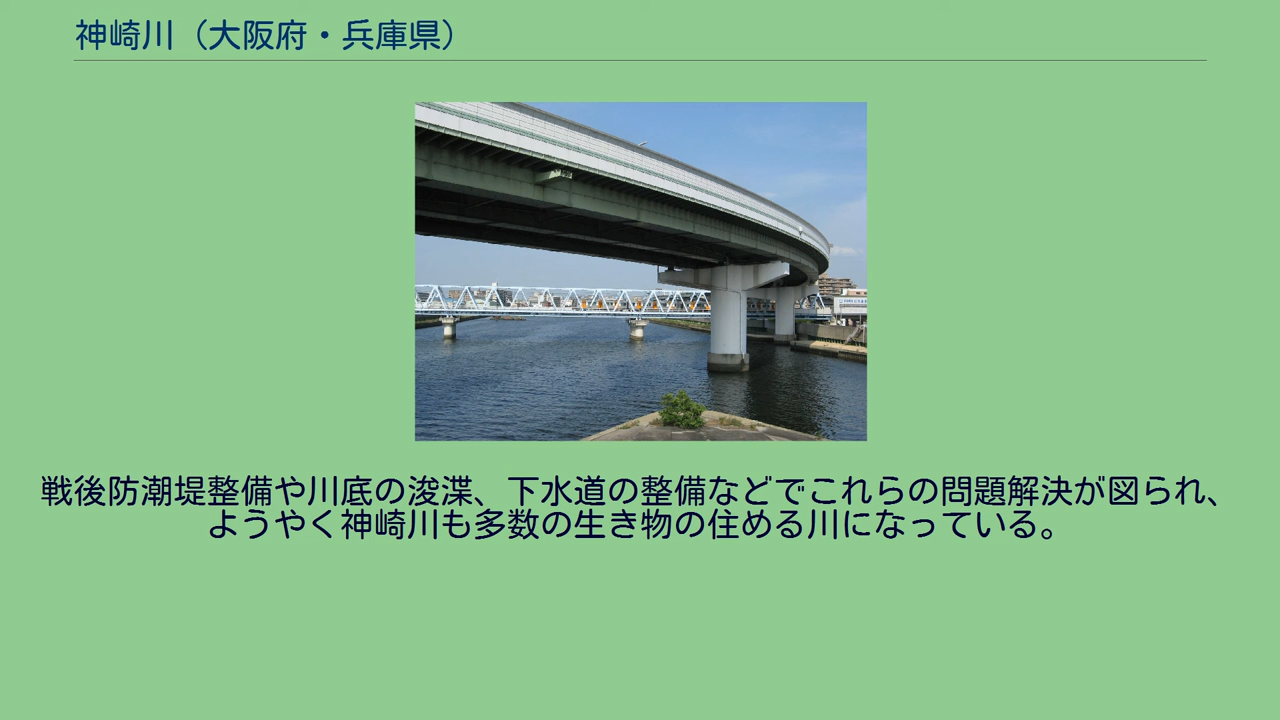 神崎川（大阪府・兵庫県）
戦後防潮堤整備や川底の浚渫、下水道の整備などでこれらの問題解決が図られ、
ようやく神崎川も多数の生き物の住める川になっている。